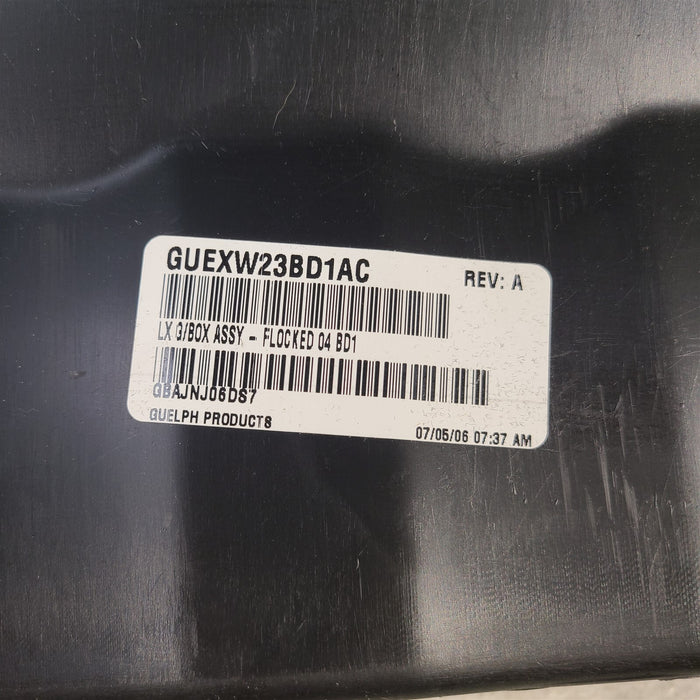 GUEXW23BD1AC
REV: A
LX G/BOX ASSY - FLOCKED 04 BD1
GBAJNJ06DS7
GUELPH PRODUCTS
07/05/06 07:37 AM